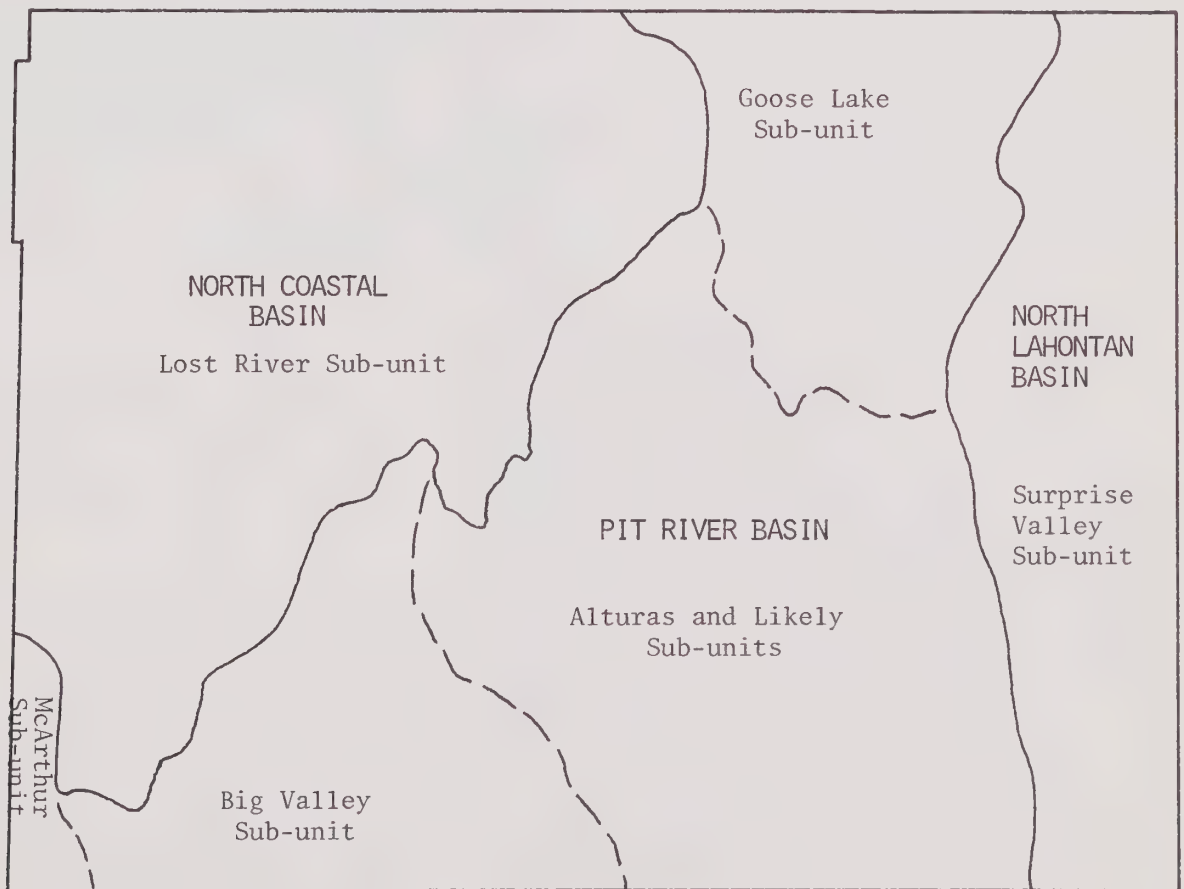 Goose Lake
Sub-unit
NORTH COASTAL
BASIN
Lost River Sub-unit
NORTH
LAHONTAN
BASIN
Surprise
Valley
Sub-unit
PIT RIVER BASIN
Alturas and Likely
Sub-units
McArthur
Sub-unit
Big Valley
Sub-unit